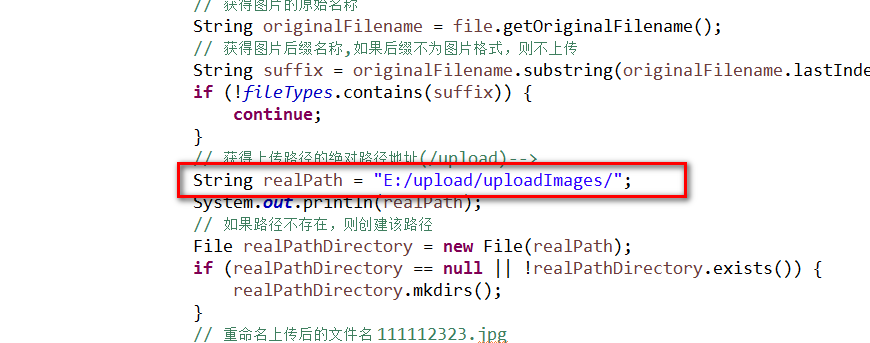 // 获得图片的原始名称
String originalFilename = file.getOriginalFilename();
// 获得图片后缀名称,如果后缀不为图片格式，则不上传
String suffix = originalFilename.substring(originalFilename.lastInde
if (!fileTypes.contains(suffix)) {
continue;
}
// 获得上传路径的绝对路径地址(/upload)-->
String realPath = "E:/upload/uploadImages/";
System.out.println(realPath);
// 如果路径不存在，则创建该路径
File realPathDirectory = new File(realPath);
if (realPathDirectory == null || !realPathDirectory.exists()) {
realPathDirectory.mkdirs();
}
// 重命名上传后的文件名 111112323.jpg